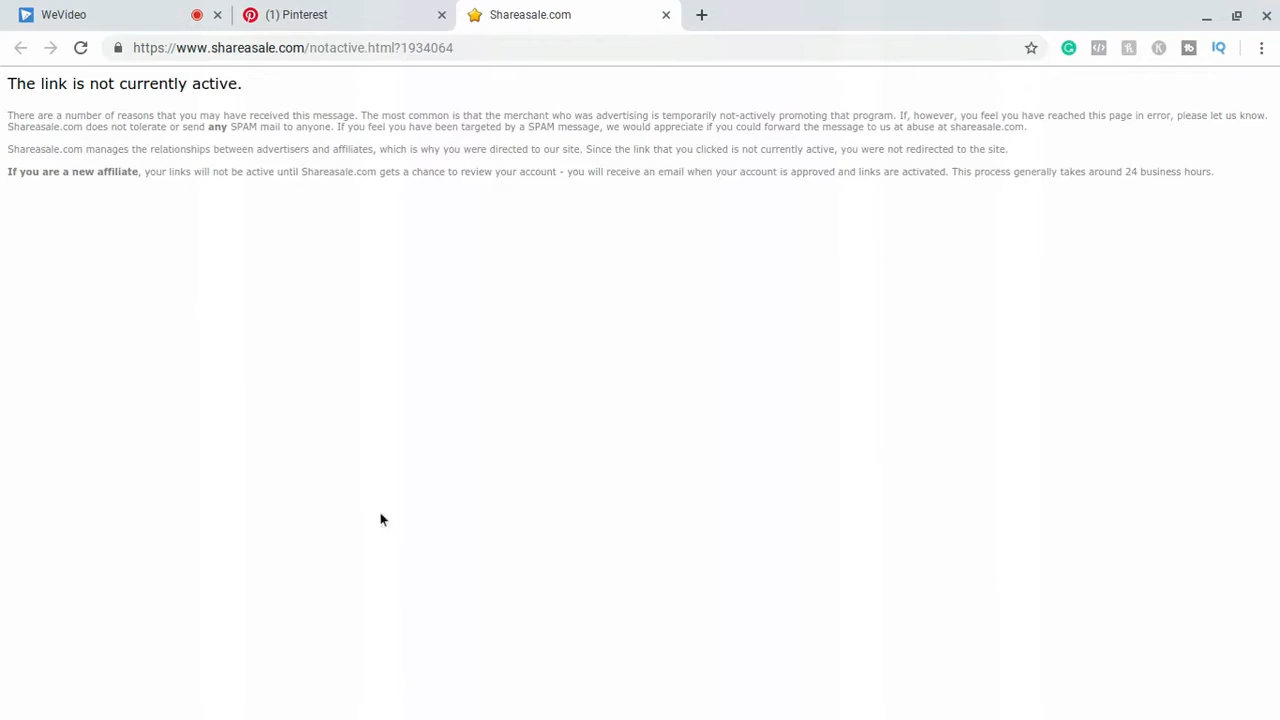 WeVideo
(1) Pinterest
Shareasale.com
https://www.shareasale.com/notactive.html?1934064
The link is not currently active.
There are a number of reasons that you may have received this message. The most common is that the merchant who was advertising is temporarily not-actively promoting that program. If, however, you feel you have reached this page in error, please let us know.
Shareasale.com does not tolerate or send any SPAM mail to anyone. If you feel you have been targeted by a SPAM message, we would appreciate if you could forward the message to us at abuse at shareasale.com.
Shareasale.com manages the relationships between advertisers and affiliates, which is why you were directed to our site. Since the link that you clicked is not currently active, you were not redirected to the site.
If you are a new affiliate, your links will not be active until Shareasale.com gets a chance to review your account - you will receive an email when your account is approved and links are activated. This process generally takes around 24 business hours.